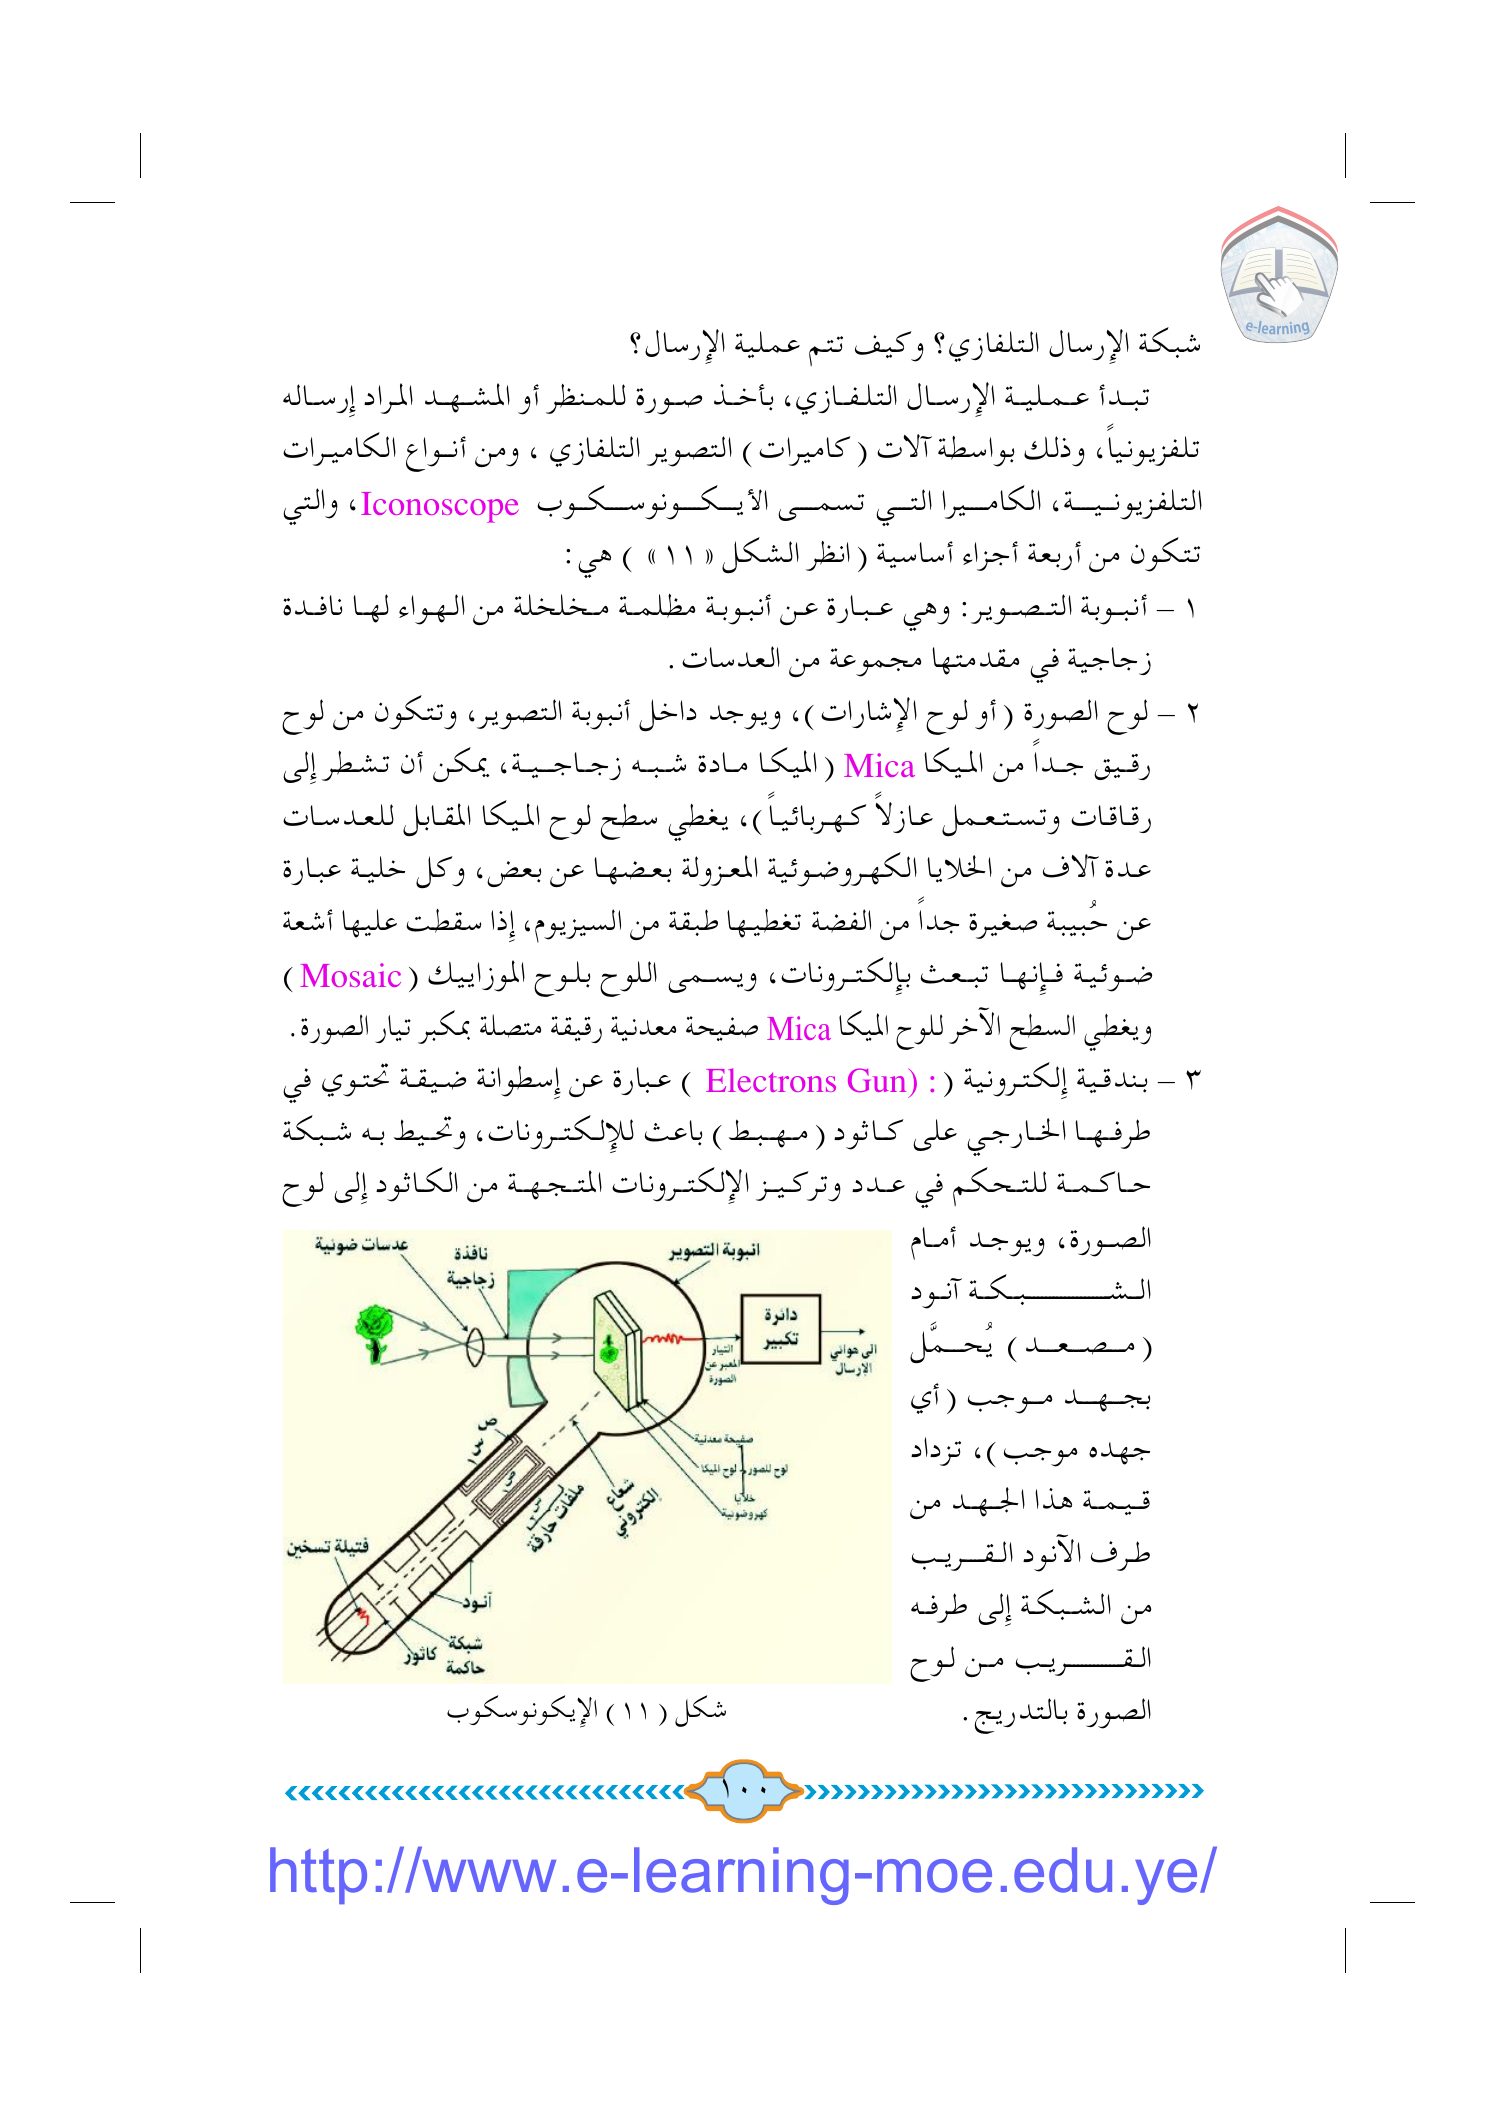 e-learning
شبكة الإرسال التلفازي؟ وكيف تتم عملية الإرسال؟
تبدأ عملية الإرسال التلفازي، بأخذ صورة للمنظر أو المشهد المراد إرساله
تلفزيونياً، وذلك بواسطة آلات (كاميرات) التصوير التلفازي ، ومن أنواع الكاميرات
التلفزيونية، الكاميرا التي تسمى الأيكونوسكوب Iconoscope، والتي
تتكون من أربعة أجزاء أساسية (انظر الشكل «١١» ) هي:
١ – أنبوبة التصوير: وهي عبارة عن أنبوبة مظلمة مخلخلة من الهواء لها نافدة
زجاجية في مقدمتها مجموعة من العدسات.
٢ – لوح الصورة (أو لوح الإشارات)، ويوجد داخل أنبوبة التصوير، وتتكون من لوح
رقيق جداً من الميكا Mica (الميكا مادة شبه زجاجية، يمكن أن تشطر إلى
رقاقات وتستعمل عازلاً كهربائياً)، يغطي سطح لوح الميكا المقابل للعدسات
عدة آلاف من الخلايا الكهروضوئية المعزولة بعضها عن بعض، وكل خلية عبارة
عن حُبيبة صغيرة جداً من الفضة تغطيها طبقة من السيزيوم، إذا سقطت عليها أشعة
ضوئية فإنها تبعث بإلكترونات، ويسمى اللوح بلوح الموزاييك (Mosaic)
ويغطي السطح الآخر للوح الميكا Mica صفيحة معدنية رقيقة متصلة بمكبر تيار الصورة.
٣ – بندقية إلكترونية (: (Electrons Gun ) عبارة عن إسطوانة ضيقة تحتوي في
طرفها الخارجي على كاثود (مهبط) باعث للإلكترونات، وتحيط به شبكة
حاكمة للتحكم في عدد وتركيز الإلكترونات المتجهة من الكاثود إلى لوح
الصورة، ويوجد أمام
الشبكة آنود
(مصعد) يُحمَّل
بجهد موجب (أي
جهده موجب)، تزداد
قيمة هذا الجهد من
طرف الآنود القريب
من الشبكة إلى طرفه
القريب من لوح
الصورة بالتدريج.
عدسات ضوئية
نافذة
زجاجية
انبوبة التصوير
دائرة
تكبير
الى هوائي
الإرسال
التيار
المعبر عن
الصورة
صفيحة معدنية
لوح للصور
لوح الميكا
خلايا
كهروضوئية
ص
س
ص
س
ملفات حارقة
شعاع
إلكتروني
فتيلة تسخين
آنود
شبكة
حاكمة
كاثور
شكل (١١) الإيكونوسكوب
١٠٠
http://www.e-learning-moe.edu.ye/